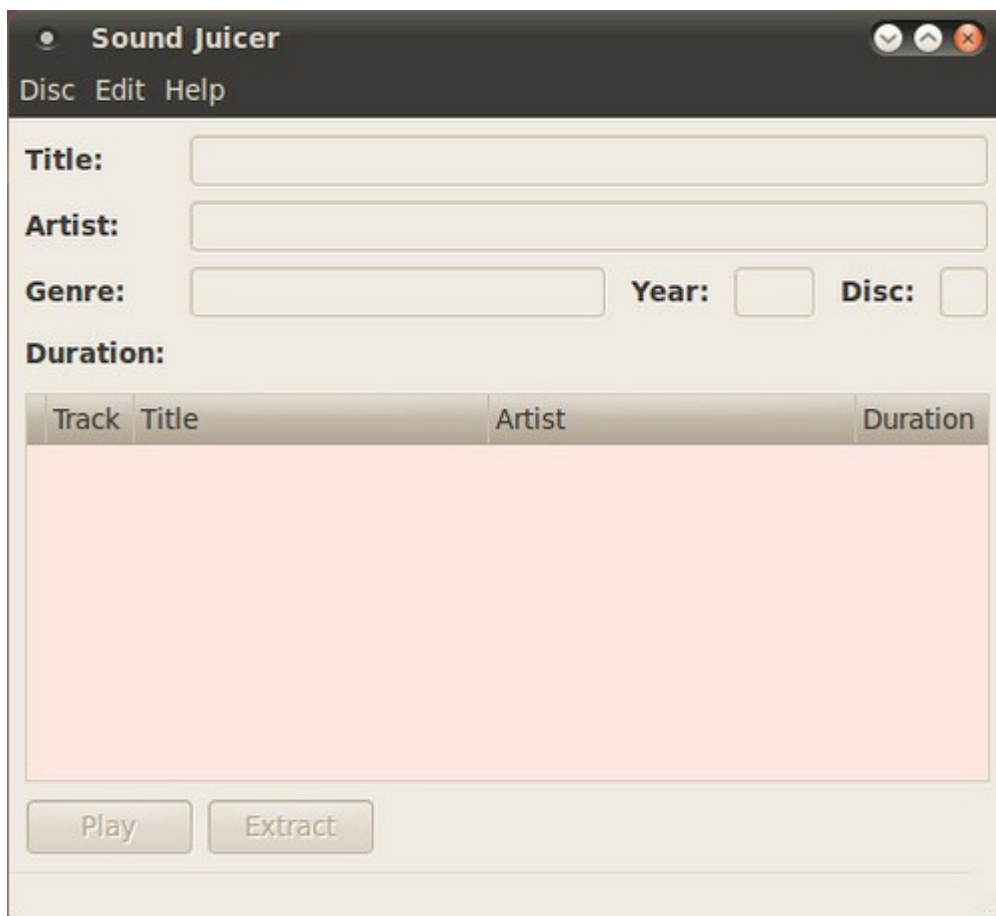 Sound Juicer
Disc Edit Help
Title:
Artist:
Genre: Year: Disc:
Duration:
Track Title Artist Duration
Play Extract